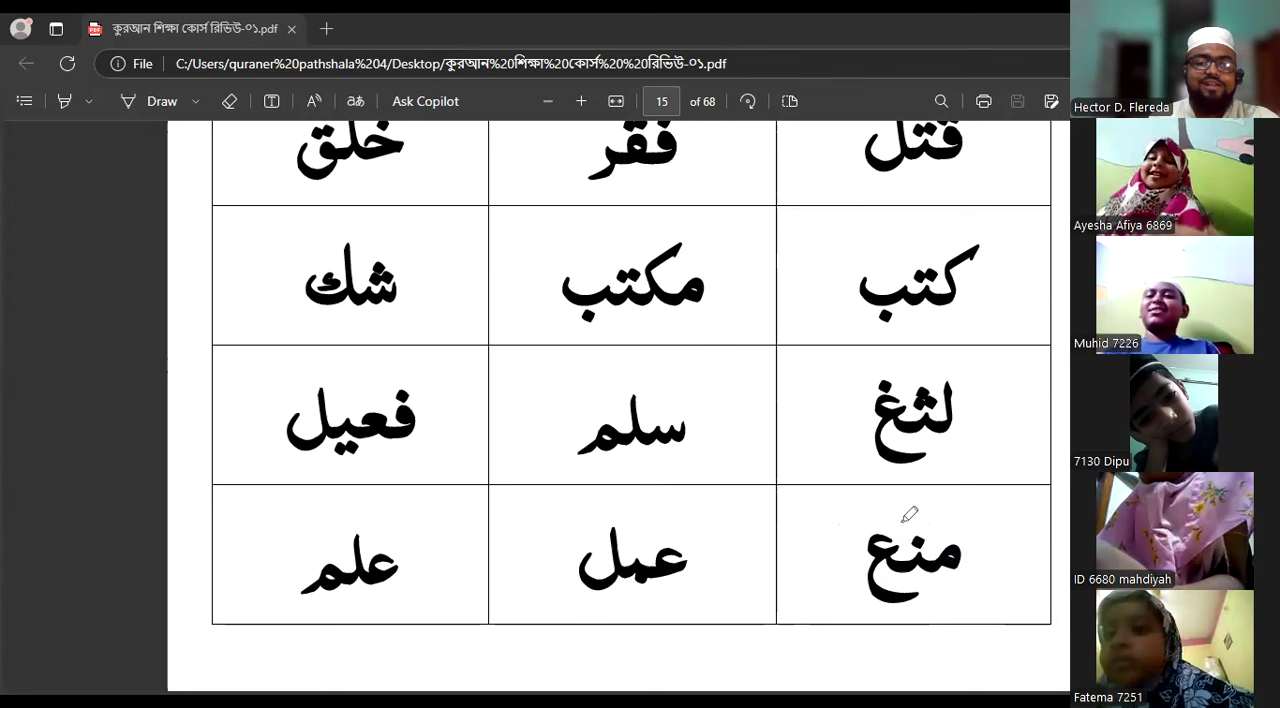 কুরআন শিক্ষা কোর্স রিভিউ-০১.pdf
File C:/Users/quraner%20pathshala%204/Desktop/কুরআন%20শিক্ষা%20কোর্স%20%20রিভিউ-০১.pdf
Draw Ask Copilot 15 of 68
قتل فقر خلق
كتب مكتب شك
لثغ سلم فعيل
منع عمل علم
Hector D. Flereda
Ayesha Afiya 6869
Muhid 7226
7130 Dipu
ID 6680 mahdiyah
Fatema 7251